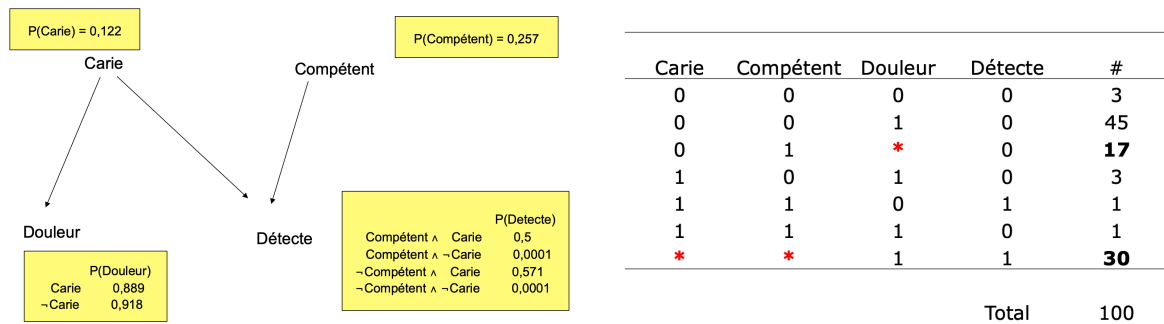 P(Carie) = 0,122
P(Compétent) = 0,257
Carie
Compétent
Douleur
Détecte
P(Douleur)
Carie 0,889
¬Carie 0,918
P(Detecte)
Compétent ∧ Carie 0,5
Compétent ∧ ¬Carie 0,0001
¬Compétent ∧ Carie 0,571
¬Compétent ∧ ¬Carie 0,0001
Carie Compétent Douleur Détecte #
0 0 0 0 3
0 0 1 0 45
0 1 * 0 17
1 0 1 0 3
1 1 0 1 1
1 1 1 0 1
* * 1 1 30
Total 100